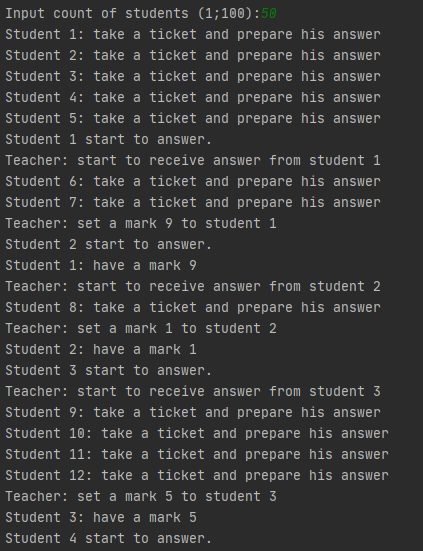 Input count of students (1;100):50
Student 1: take a ticket and prepare his answer
Student 2: take a ticket and prepare his answer
Student 3: take a ticket and prepare his answer
Student 4: take a ticket and prepare his answer
Student 5: take a ticket and prepare his answer
Student 1 start to answer.
Teacher: start to receive answer from student 1
Student 6: take a ticket and prepare his answer
Student 7: take a ticket and prepare his answer
Teacher: set a mark 9 to student 1
Student 2 start to answer.
Student 1: have a mark 9
Teacher: start to receive answer from student 2
Student 8: take a ticket and prepare his answer
Teacher: set a mark 1 to student 2
Student 2: have a mark 1
Student 3 start to answer.
Teacher: start to receive answer from student 3
Student 9: take a ticket and prepare his answer
Student 10: take a ticket and prepare his answer
Student 11: take a ticket and prepare his answer
Student 12: take a ticket and prepare his answer
Teacher: set a mark 5 to student 3
Student 3: have a mark 5
Student 4 start to answer.